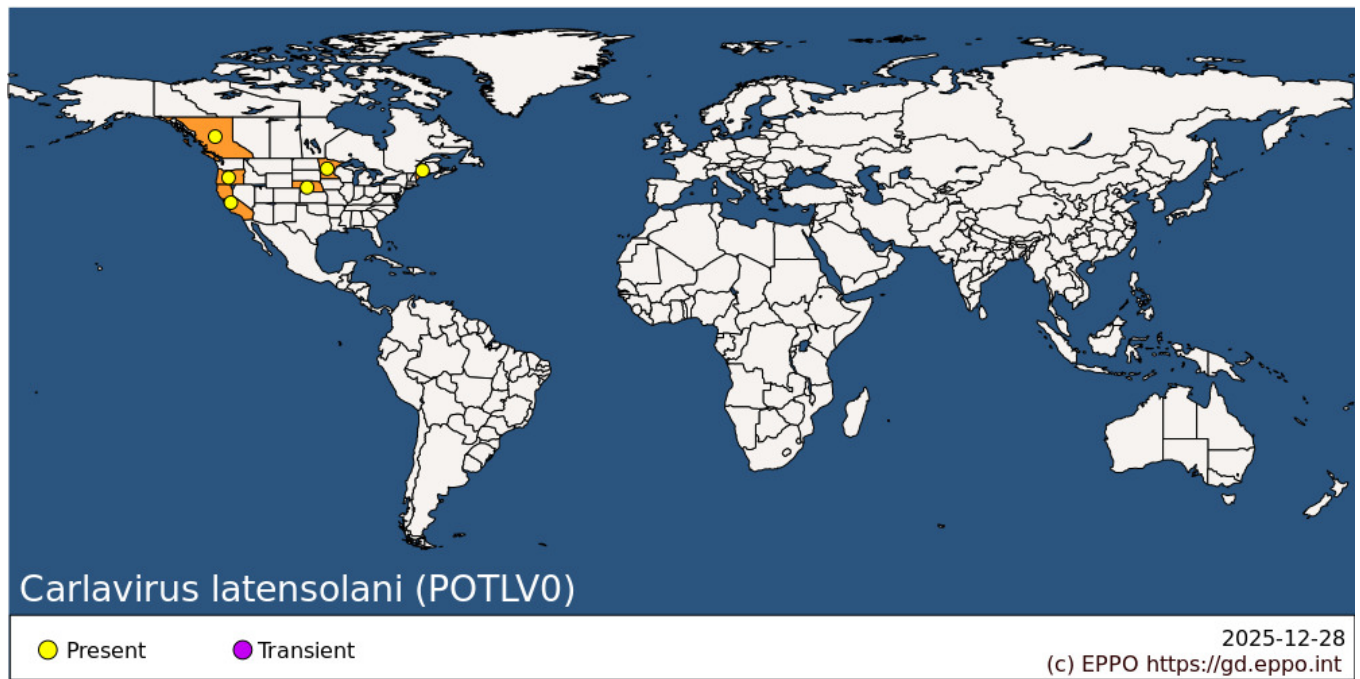 Carlavirus latensolani (POTLV0)
Present
Transient
2025-12-28
(c) EPPO https://gd.eppo.int